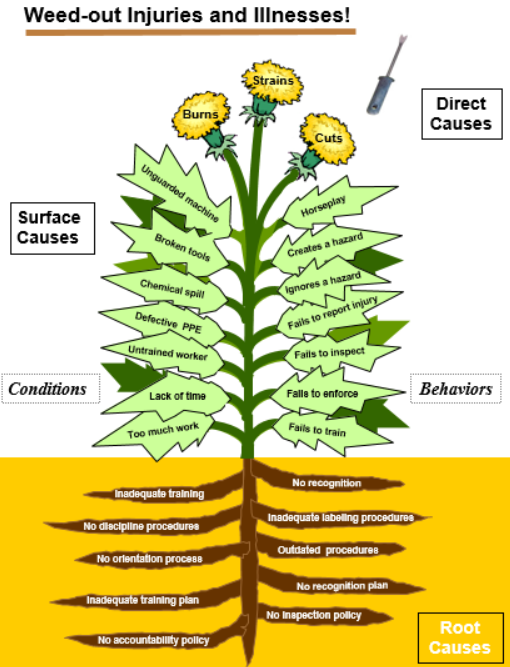 Weed-out Injuries and Illnesses!
Strains
Burns
Cuts
Direct
Causes
Surface
Causes
Unguarded machine
Horseplay
Broken tools
Creates a hazard
Chemical spill
Ignores a hazard
Defective PPE
Fails to report injury
Untrained worker
Fails to inspect
Conditions
Behaviors
Lack of time
Fails to enforce
Too much work
Fails to train
No recognition
Inadequate training
Inadequate labeling procedures
No discipline procedures
Outdated procedures
No orientation process
No recognition plan
Inadequate training plan
No inspection policy
No accountability policy
Root
Causes